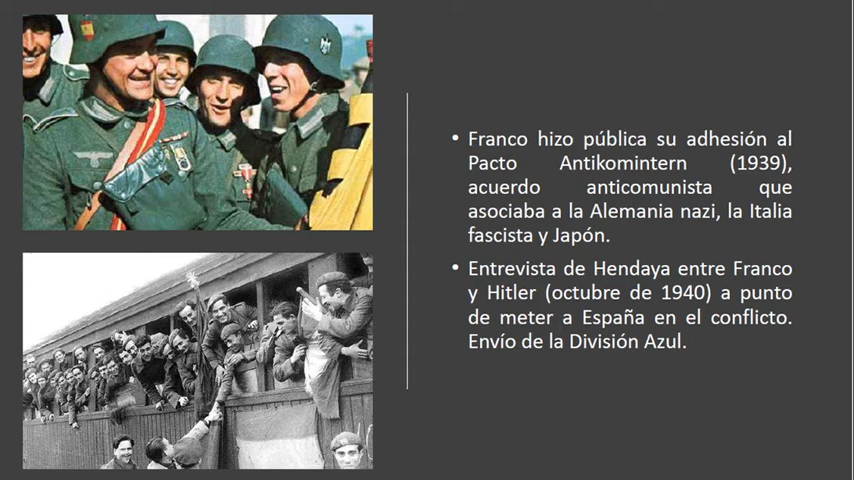 • Franco hizo pública su adhesión al
Pacto Antikomintern (1939),
acuerdo anticomunista que
asociaba a la Alemania nazi, la Italia
fascista y Japón.
• Entrevista de Hendaya entre Franco
y Hitler (octubre de 1940) a punto
de meter a España en el conflicto.
Envío de la División Azul.